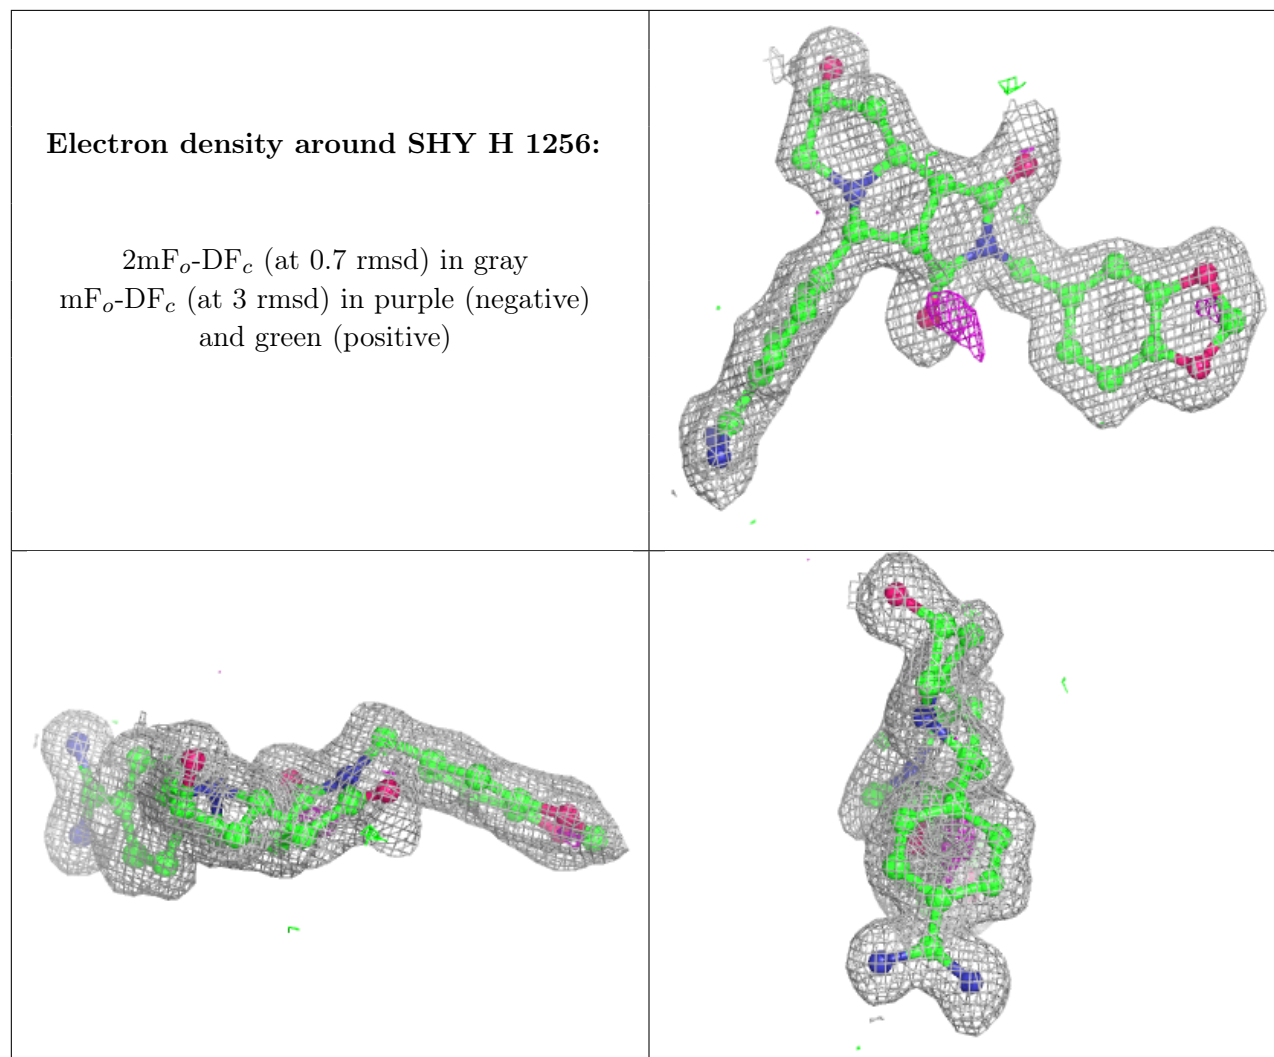 Electron density around SHY H 1256:
2mFo-DFc (at 0.7 rmsd) in gray
mFo-DFc (at 3 rmsd) in purple (negative)
and green (positive)